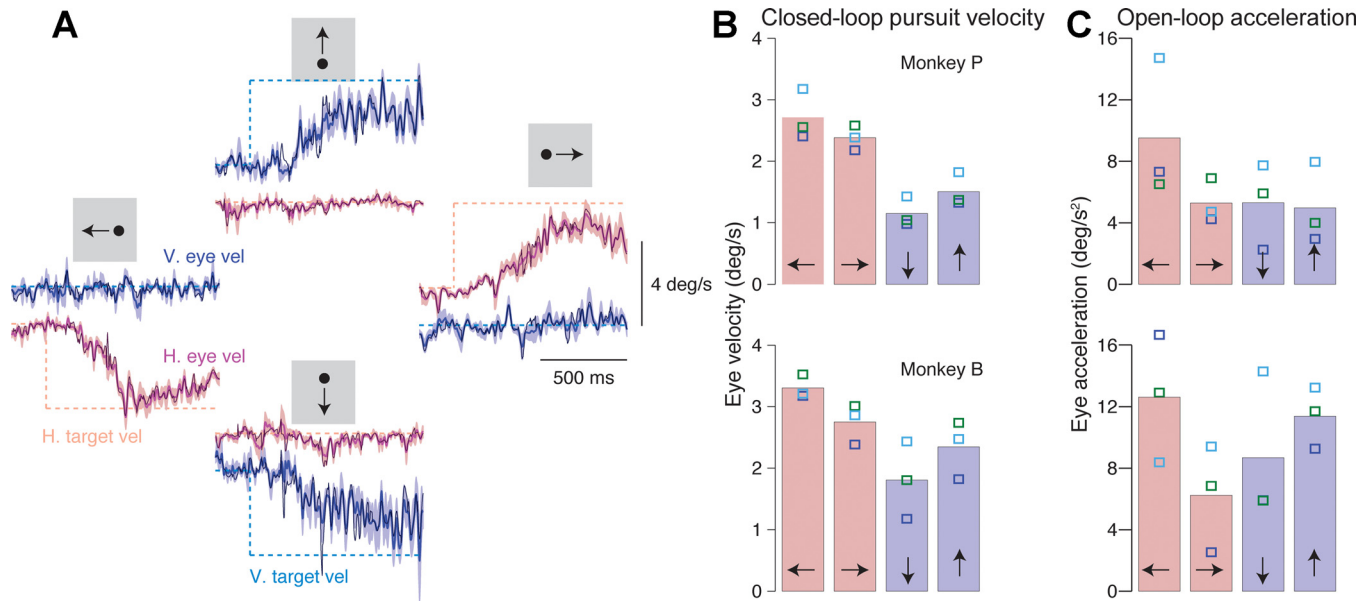 A
V. eye vel
H. eye vel
H. target vel
V. target vel
4 deg/s
500 ms
B
Closed-loop pursuit velocity
Monkey P
Eye velocity (deg/s)
4
3
2
1
0
Monkey B
4
3
2
1
0
C
Open-loop acceleration
Eye acceleration (deg/s²)
16
12
8
4
0
16
12
8
4
0